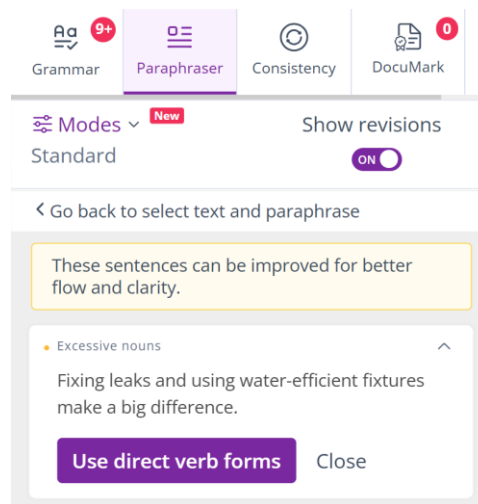 9+
0
Grammar
Paraphraser
Consistency
DocuMark
Modes
New
Show revisions
Standard
ON
Go back to select text and paraphrase
These sentences can be improved for better
flow and clarity.
Excessive nouns
Fixing leaks and using water-efficient fixtures
make a big difference.
Use direct verb forms
Close